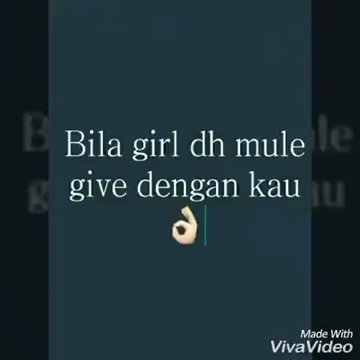 Bila girl dh mule
give dengan kau
👌🏻
Made With
VivaVideo